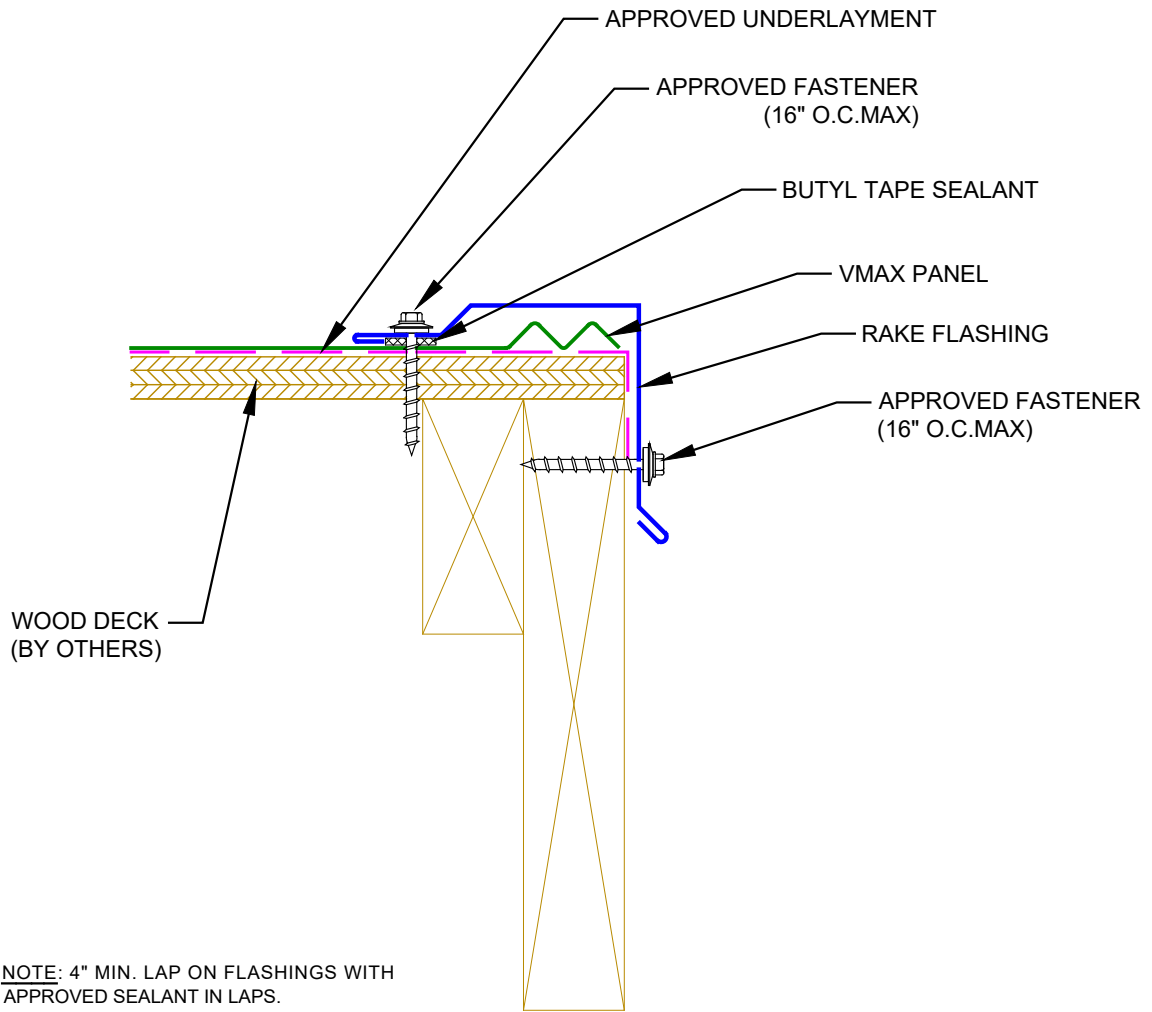 APPROVED UNDERLAYMENT
APPROVED FASTENER
(16" O.C.MAX)
BUTYL TAPE SEALANT
VMAX PANEL
RAKE FLASHING
APPROVED FASTENER
(16" O.C.MAX)
WOOD DECK
(BY OTHERS)
NOTE: 4" MIN. LAP ON FLASHINGS WITH
APPROVED SEALANT IN LAPS.